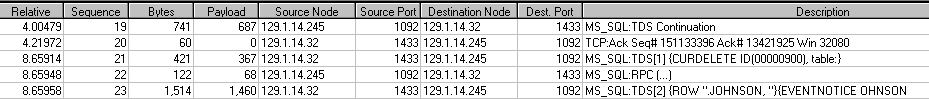 Relative Sequence Bytes Payload Source Node Source Port Destination Node Dest. Port Description
4.00479 19 741 687 129.1.14.245 1092 129.1.14.32 1433 MS_SQL:TDS Continuation
4.21972 20 60 0 129.1.14.32 1433 129.1.14.245 1092 TCP:Ack Seq# 151133396 Ack# 13421925 Win 32080
8.65914 21 421 367 129.1.14.32 1433 129.1.14.245 1092 MS_SQL:TDS[1] {CURDELETE ID(00000900), table:}
8.65948 22 122 68 129.1.14.245 1092 129.1.14.32 1433 MS_SQL:RPC (...)
8.65958 23 1,514 1,460 129.1.14.32 1433 129.1.14.245 1092 MS_SQL:TDS[2] {ROW ".JOHNSON, "}{EVENTNOTICE OHNSON